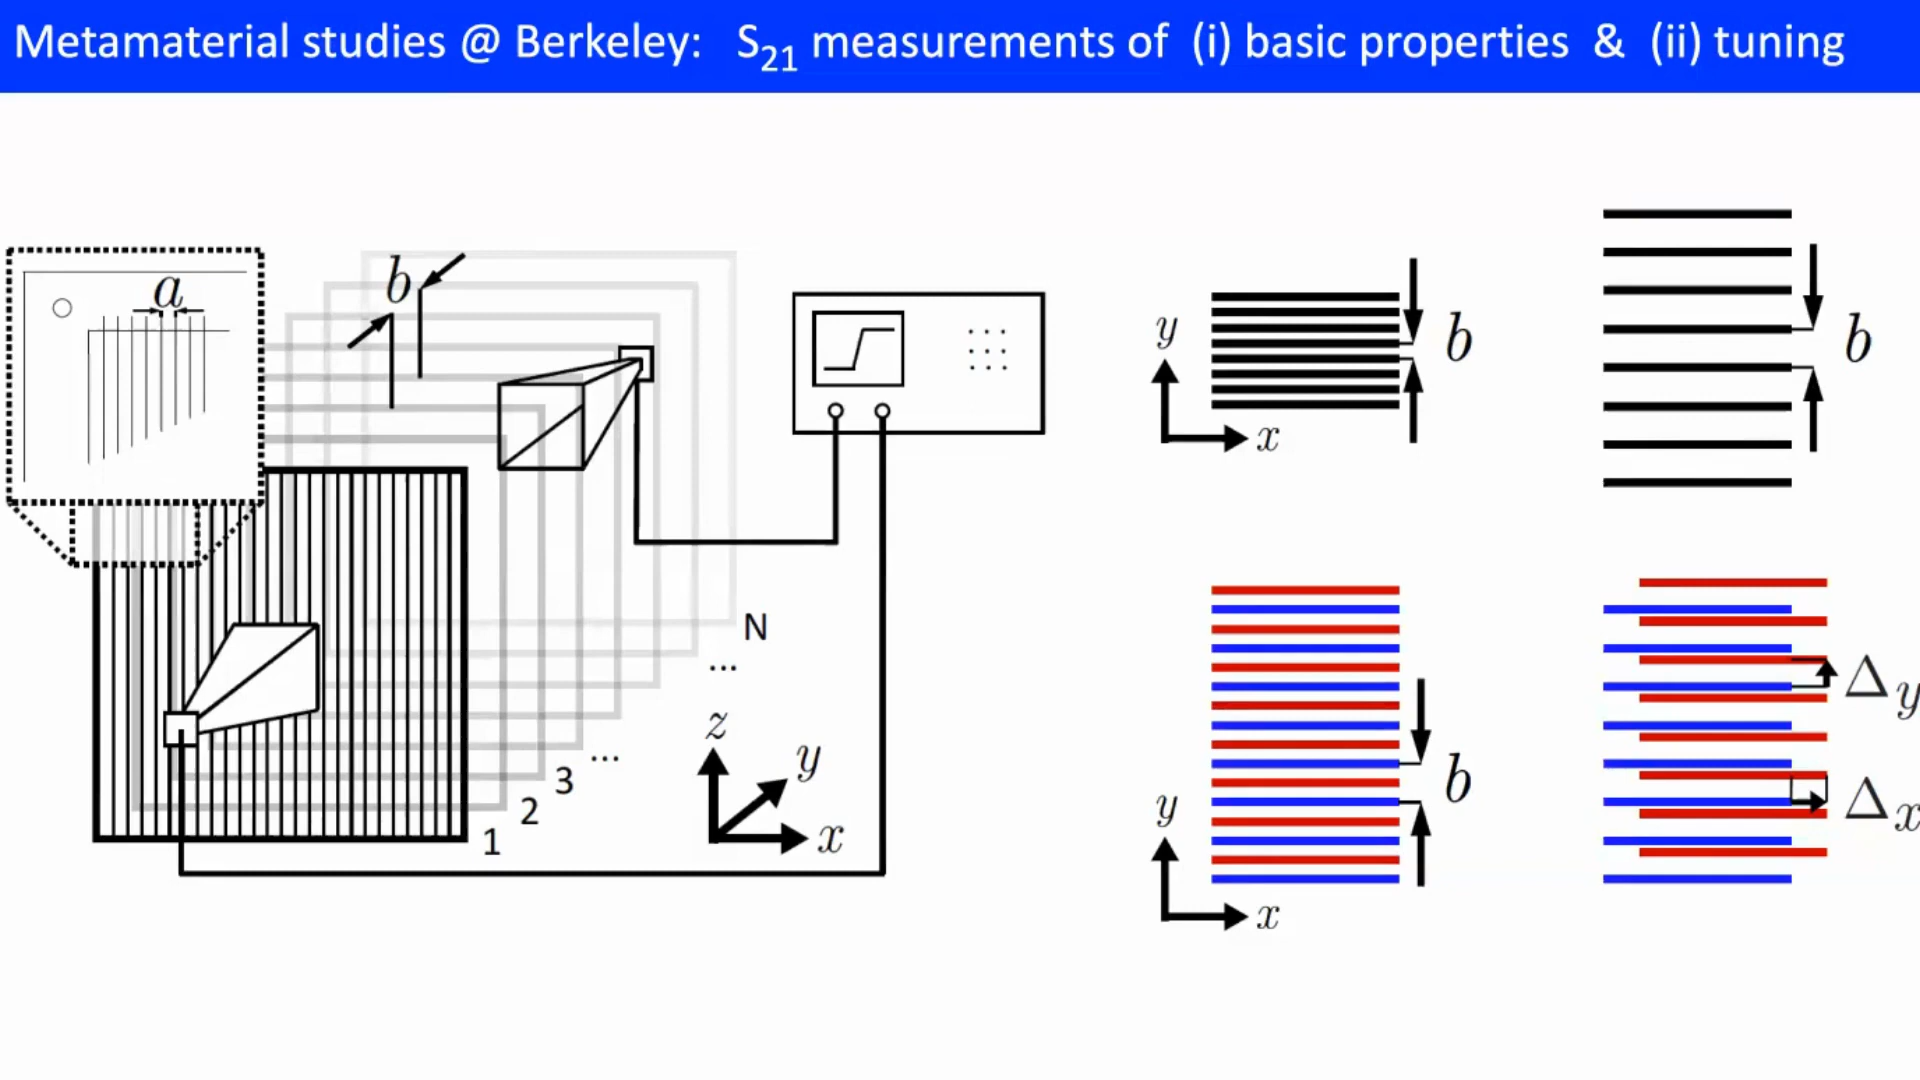 Metamaterial studies @ Berkeley: S21 measurements of (i) basic properties & (ii) tuning
a
b
N
...
...
3
2
1
z
y
x
y
x
b
b
y
x
b
Δy
Δx